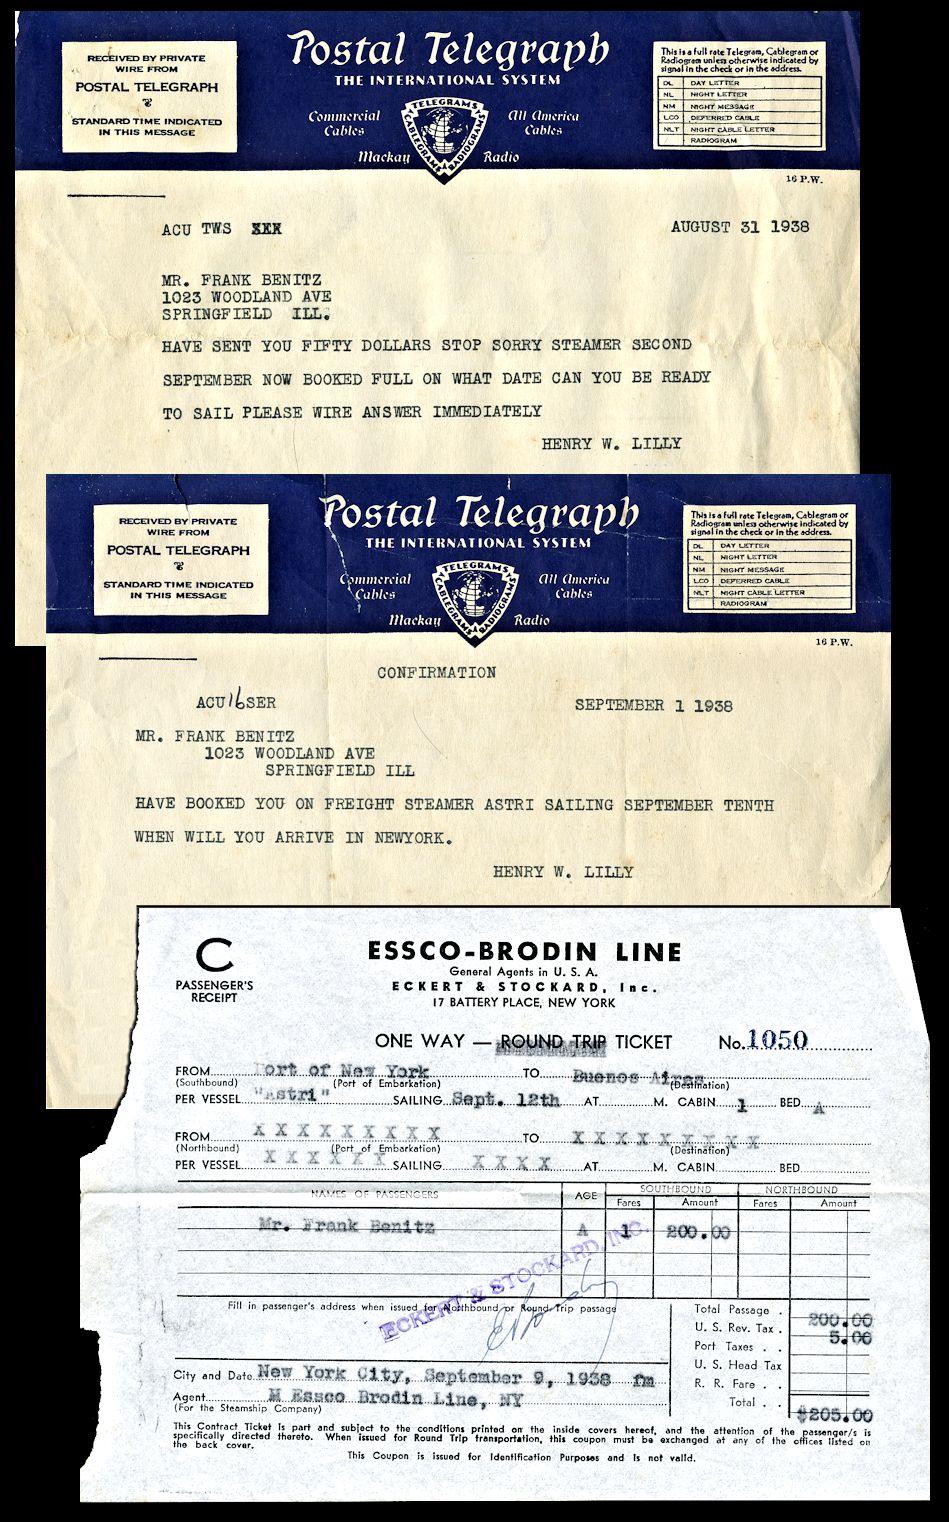 RECEIVED BY PRIVATE
WIRE FROM
POSTAL TELEGRAPH
STANDARD TIME INDICATED
IN THIS MESSAGE
Postal Telegraph
THE INTERNATIONAL SYSTEM
Commercial
Cables
TELEGRAMS
CABLEGRAMS
RADIOGRAMS
All America
Cables
Mackay Radio
This is a full rate Telegram, Cablegram or
Radiogram unless otherwise indicated by
signal in the check or in the address.
DL DAY LETTER
NL NIGHT LETTER
NM NIGHT MESSAGE
LCO DEFERRED CABLE
NLT NIGHT CABLE LETTER
RADIOGRAM
16 P.W.
ACU TWS XXX AUGUST 31 1938
MR. FRANK BENITZ
1023 WOODLAND AVE
SPRINGFIELD ILL.
HAVE SENT YOU FIFTY DOLLARS STOP SORRY STEAMER SECOND
SEPTEMBER NOW BOOKED FULL ON WHAT DATE CAN YOU BE READY
TO SAIL PLEASE WIRE ANSWER IMMEDIATELY
HENRY W. LILLY
RECEIVED BY PRIVATE
WIRE FROM
POSTAL TELEGRAPH
STANDARD TIME INDICATED
IN THIS MESSAGE
Postal Telegraph
THE INTERNATIONAL SYSTEM
Commercial
Cables
TELEGRAMS
CABLEGRAMS
RADIOGRAMS
All America
Cables
Mackay Radio
This is a full rate Telegram, Cablegram or
Radiogram unless otherwise indicated by
signal in the check or in the address.
DL DAY LETTER
NL NIGHT LETTER
NM NIGHT MESSAGE
LCO DEFERRED CABLE
NLT NIGHT CABLE LETTER
RADIOGRAM
16 P.W.
CONFIRMATION
ACU 16 SER SEPTEMBER 1 1938
MR. FRANK BENITZ
1023 WOODLAND AVE
SPRINGFIELD ILL
HAVE BOOKED YOU ON FREIGHT STEAMER ASTRI SAILING SEPTEMBER TENTH
WHEN WILL YOU ARRIVE IN NEWYORK.
HENRY W. LILLY
C
PASSENGER'S
RECEIPT
ESSCO-BRODIN LINE
General Agents in U. S. A.
ECKERT & STOCKARD, Inc.
17 BATTERY PLACE, NEW YORK
ONE WAY — ROUND TRIP TICKET No. 1050
FROM Port of New York TO Buenos Aires
(Southbound) (Port of Embarkation) (Destination)
PER VESSEL "Astri" SAILING Sept. 12th AT M. CABIN 1 BED A
FROM X X X X X X X X X TO X X X X X X X X X
(Northbound) (Port of Embarkation) (Destination)
PER VESSEL X X X X X X SAILING X X X X AT M. CABIN BED
NAMES OF PASSENGERS AGE SOUTHBOUND NORTHBOUND
Fares Amount Fares Amount
Mr. Frank Benitz A 1 200.00
ECKERT & STOCKARD, INC.
Fill in passenger's address when issued for Northbound or Round Trip passage
Total Passage . 200.00
U. S. Rev. Tax . 5.00
Port Taxes . .
U. S. Head Tax
R. R. Fare . .
Total . . $205.00
City and Date New York City, September 9, 1938 fm
Agent M Essco Brodin Line, NY
(For the Steamship Company)
This Contract Ticket is part and subject to the conditions printed on the inside covers hereof, and the attention of the passenger/s is
specifically directed thereto. When issued for Round Trip transportation, this coupon must be exchanged at any of the offices listed on
the back cover.
This Coupon is issued for Identification Purposes and is not valid.